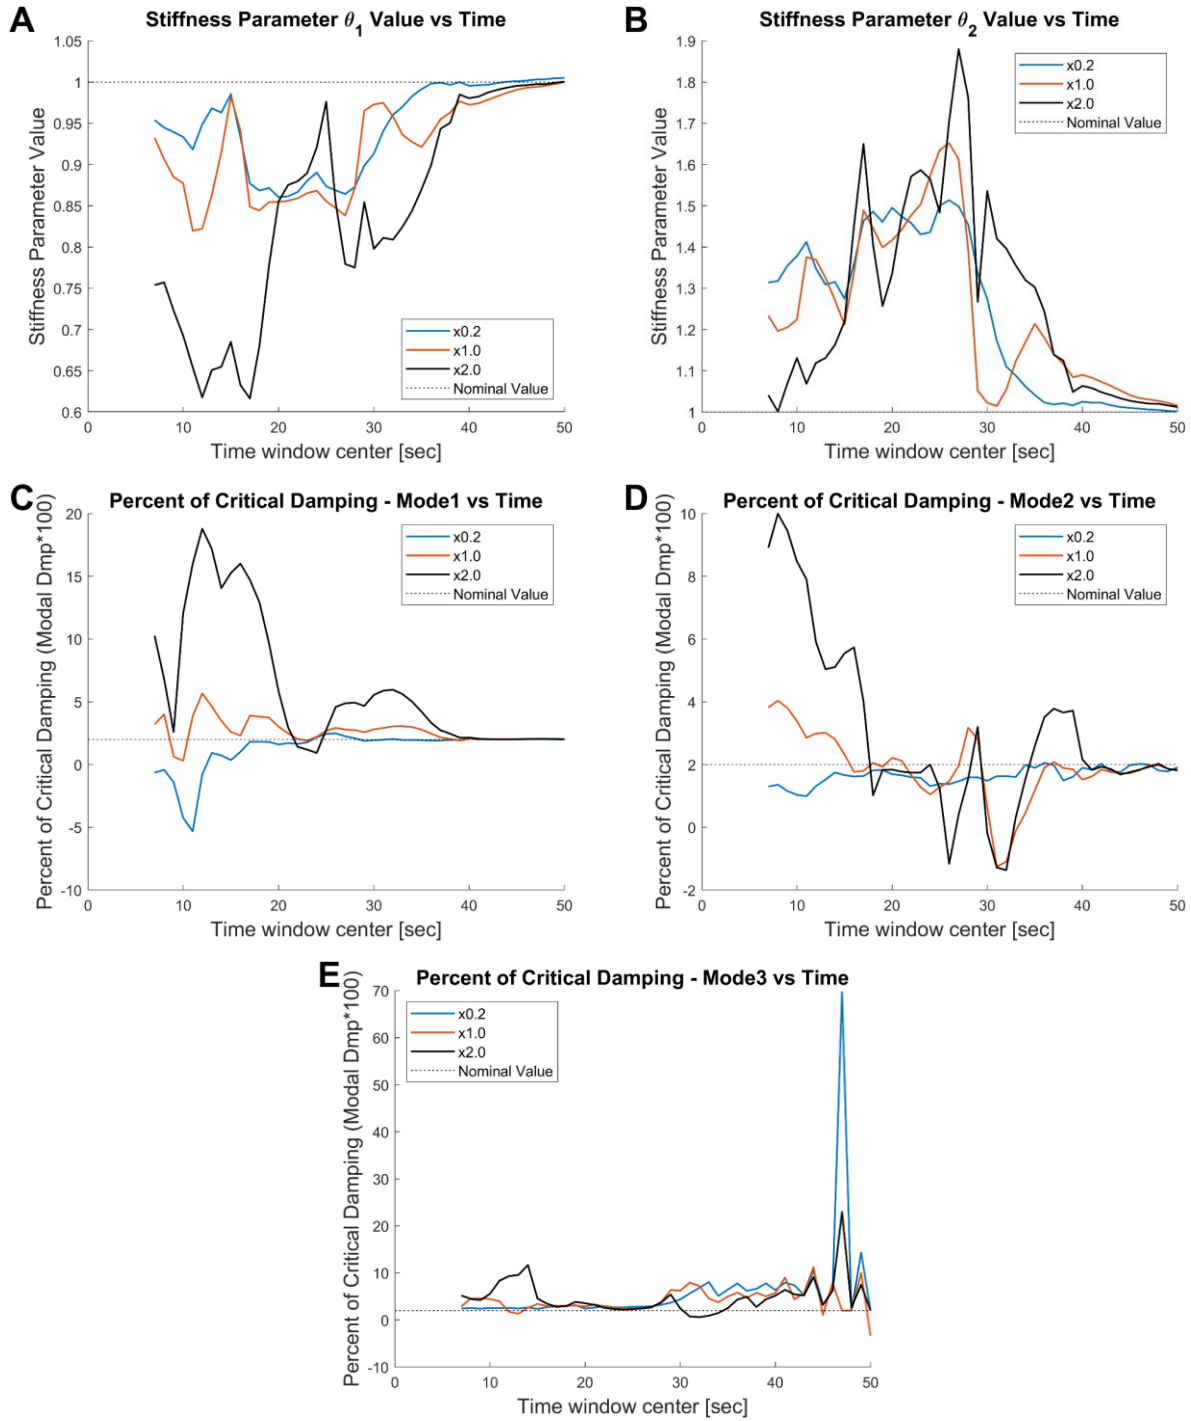 A
Stiffness Parameter θ1 Value vs Time
Stiffness Parameter Value
1.05
1
0.95
0.9
0.85
0.8
0.75
0.7
0.65
0.6
x0.2
x1.0
x2.0
Nominal Value
0 10 20 30 40 50
Time window center [sec]
B
Stiffness Parameter θ2 Value vs Time
Stiffness Parameter Value
1.9
1.8
1.7
1.6
1.5
1.4
1.3
1.2
1.1
1
x0.2
x1.0
x2.0
Nominal Value
0 10 20 30 40 50
Time window center [sec]
C
Percent of Critical Damping - Mode1 vs Time
Percent of Critical Damping (Modal Dmp*100)
20
15
10
5
0
-5
-10
x0.2
x1.0
x2.0
Nominal Value
0 10 20 30 40 50
Time window center [sec]
D
Percent of Critical Damping - Mode2 vs Time
Percent of Critical Damping (Modal Dmp*100)
10
8
6
4
2
0
-2
x0.2
x1.0
x2.0
Nominal Value
0 10 20 30 40 50
Time window center [sec]
E
Percent of Critical Damping - Mode3 vs Time
Percent of Critical Damping (Modal Dmp*100)
70
60
50
40
30
20
10
0
-10
x0.2
x1.0
x2.0
Nominal Value
0 10 20 30 40 50
Time window center [sec]